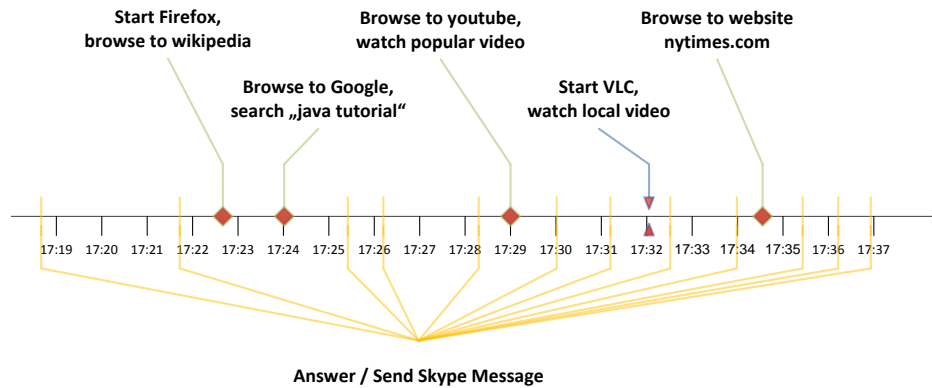 Start Firefox,
browse to wikipedia
Browse to youtube,
watch popular video
Browse to website
nytimes.com
Browse to Google,
search „java tutorial“
Start VLC,
watch local video
17:19 17:20 17:21 17:22 17:23 17:24 17:25 17:26 17:27 17:28 17:29 17:30 17:31 17:32 17:33 17:34 17:35 17:36 17:37
Answer / Send Skype Message